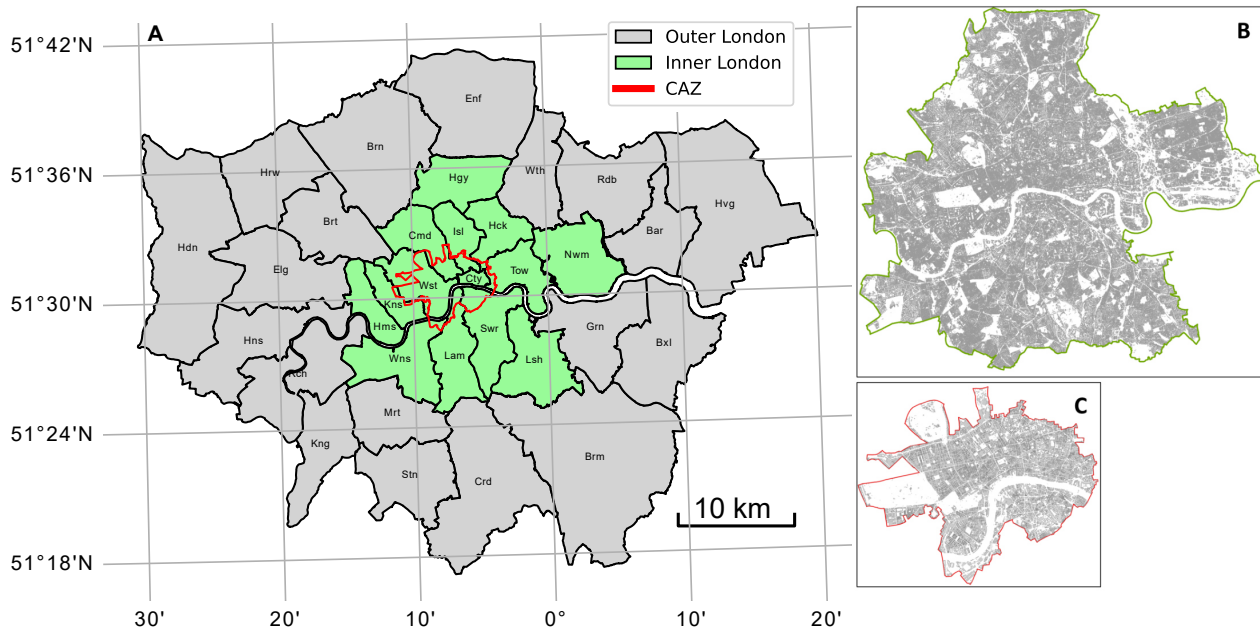 A
Outer London
Inner London
CAZ
51°42'N
51°36'N
51°30'N
51°24'N
51°18'N
30'
20'
10'
0°
10'
20'
Enf
Brn
Hrw
Hgy
Wth
Rdb
Hvg
Brt
Hdn
Cmd
Isl
Hck
Bar
Nwm
Elg
Wst
Cty
Tow
Kns
Hms
Hns
Swr
Grn
Bxl
Wns
Lam
Lsh
Rch
Mrt
Kng
Stn
Crd
Brm
10 km
B
C